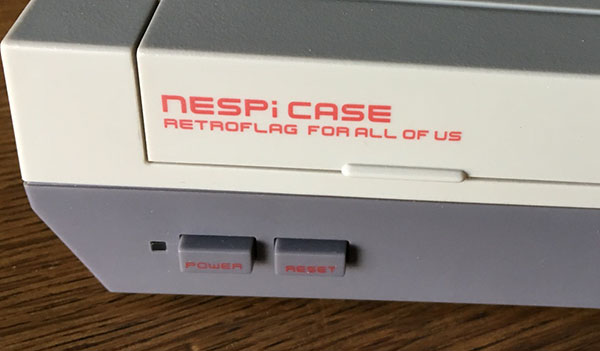 NESPi CASE
RETROFLAG FOR ALL OF US
POWER
RESET